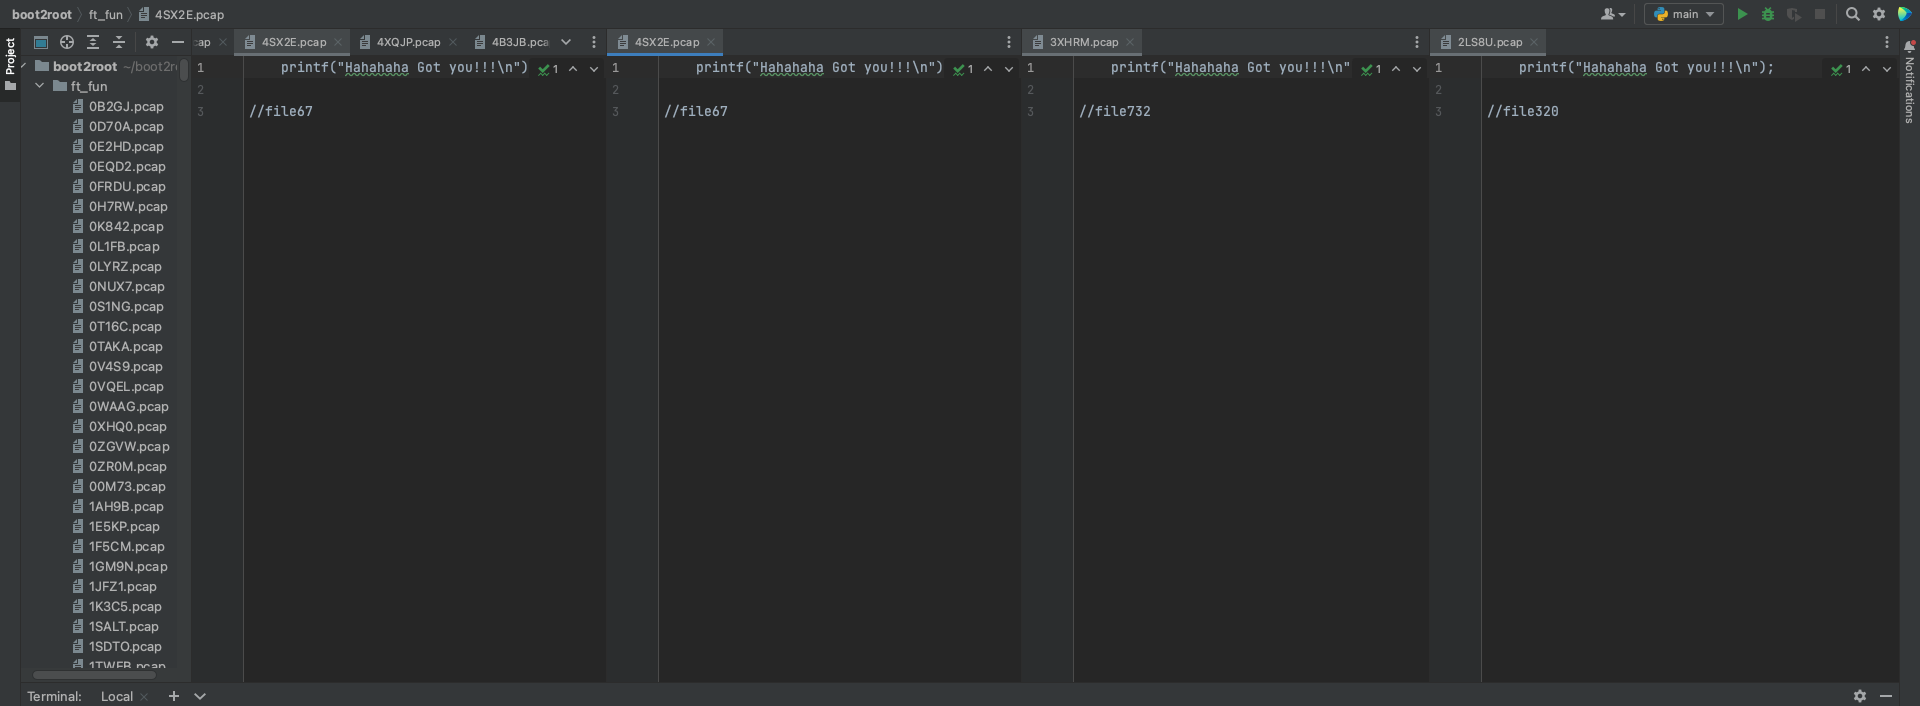 boot2root ft_fun 4SX2E.pcap
main
Project
cap 4SX2E.pcap 4XQJP.pcap 4B3JB.pca 4SX2E.pcap 3XHRM.pcap 2LS8U.pcap
boot2root ~/boot2r
ft_fun
0B2GJ.pcap
0D70A.pcap
0E2HD.pcap
0EQD2.pcap
0FRDU.pcap
0H7RW.pcap
0K842.pcap
0L1FB.pcap
0LYRZ.pcap
0NUX7.pcap
0S1NG.pcap
0T16C.pcap
0TAKA.pcap
0V4S9.pcap
0VQEL.pcap
0WAAG.pcap
0XHQ0.pcap
0ZGVW.pcap
0ZR0M.pcap
00M73.pcap
1AH9B.pcap
1E5KP.pcap
1F5CM.pcap
1GM9N.pcap
1JFZ1.pcap
1K3C5.pcap
1SALT.pcap
1SDTO.pcap
1TWFB.pcap
1 printf("Hahahaha Got you!!!\n") 1
2
3 //file67
1 printf("Hahahaha Got you!!!\n") 1
2
3 //file67
1 printf("Hahahaha Got you!!!\n" 1
2
3 //file732
1 printf("Hahahaha Got you!!!\n"); 1
2
3 //file320
Notifications
Terminal: Local